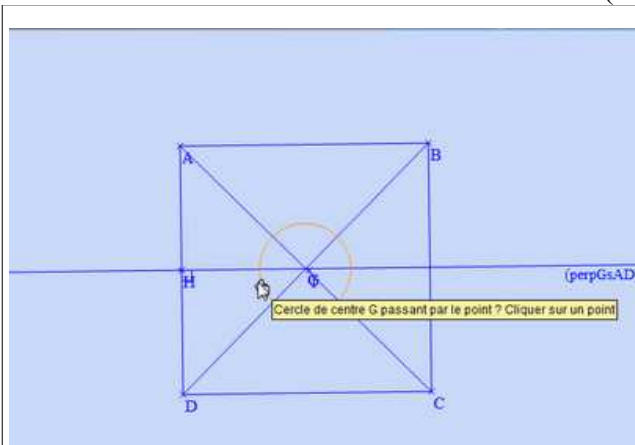 A
B
H
(perpGsAD
Cercle de centre G passant par le point ? Cliquer sur un point
D
C